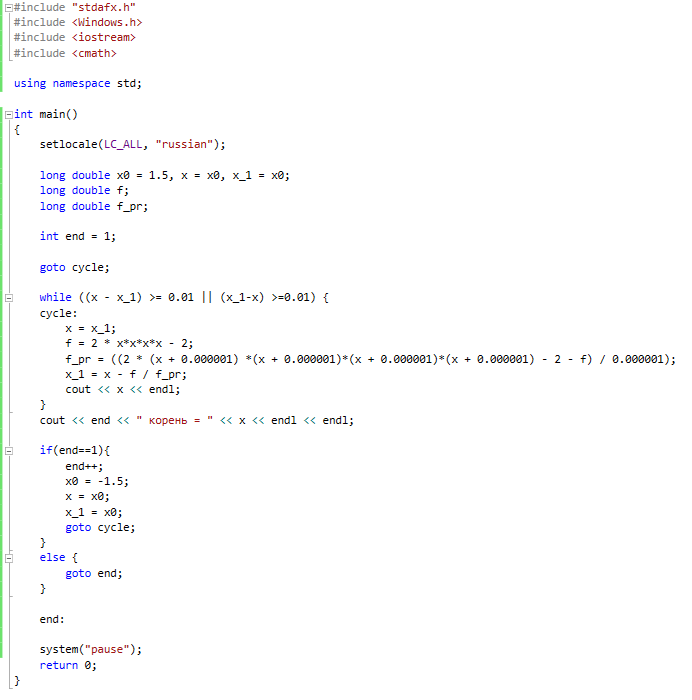 #include "stdafx.h"
#include <Windows.h>
#include <iostream>
#include <cmath>

using namespace std;

int main()
{
    setlocale(LC_ALL, "russian");

    long double x0 = 1.5, x = x0, x_1 = x0;
    long double f;
    long double f_pr;

    int end = 1;

    goto cycle;

    while ((x - x_1) >= 0.01 || (x_1-x) >=0.01) {
    cycle:
        x = x_1;
        f = 2 * x*x*x*x - 2;
        f_pr = ((2 * (x + 0.000001) *(x + 0.000001)*(x + 0.000001)*(x + 0.000001) - 2 - f) / 0.000001);
        x_1 = x - f / f_pr;
        cout << x << endl;
    }
    cout << end << " корень = " << x << endl << endl;

    if(end==1){
        end++;
        x0 = -1.5;
        x = x0;
        x_1 = x0;
        goto cycle;
    }
    else {
        goto end;
    }

    end:

    system("pause");
    return 0;
}